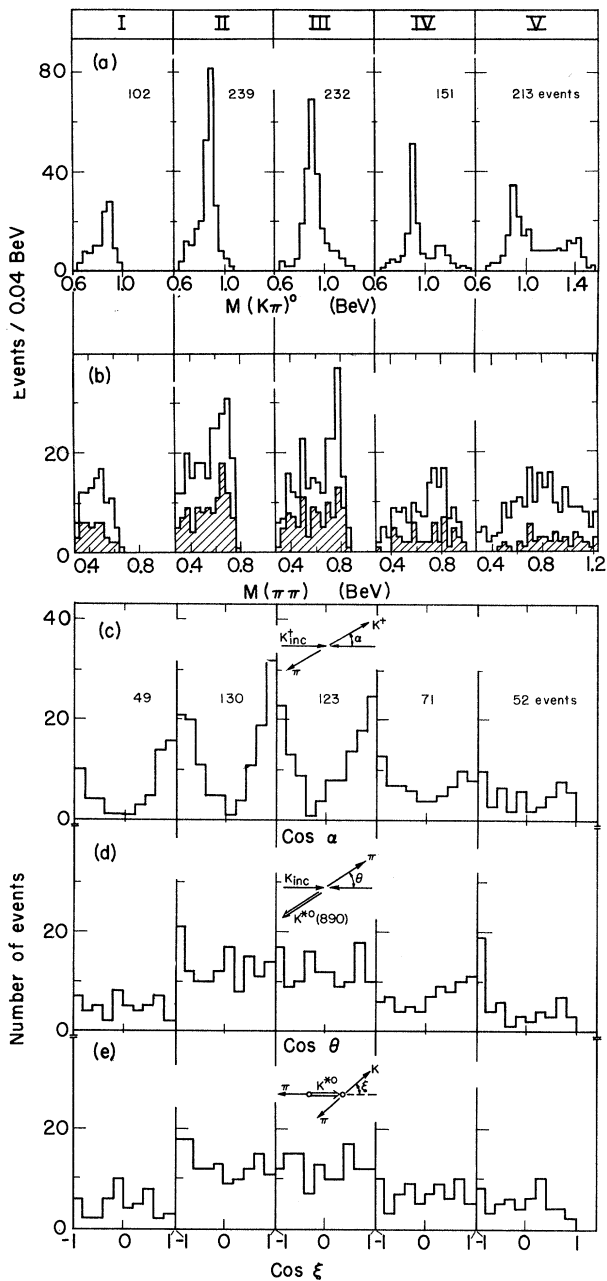 I II III IV V
(a)
80
40
0
102 239 232 151 213 events
0.6 1.0 0.6 1.0 0.6 1.0 0.6 1.0 0.6 1.0 1.4
M (Kπ)⁰ (BeV)
Events / 0.04 BeV
(b)
20
0
0.4 0.8 0.4 0.8 0.4 0.8 0.4 0.8 0.4 0.8 1.2
M (ππ) (BeV)
(c)
40
20
0
K⁺inc K⁺ α π
49 130 123 71 52 events
Cos α
(d)
20
0
Kinc π θ
K*⁰(890)
Cos θ
Number of events
(e)
20
0
π K*⁰ K ξ
π
-1 0 1 -1 0 1 -1 0 1 -1 0 1 -1 0 1
Cos ξ